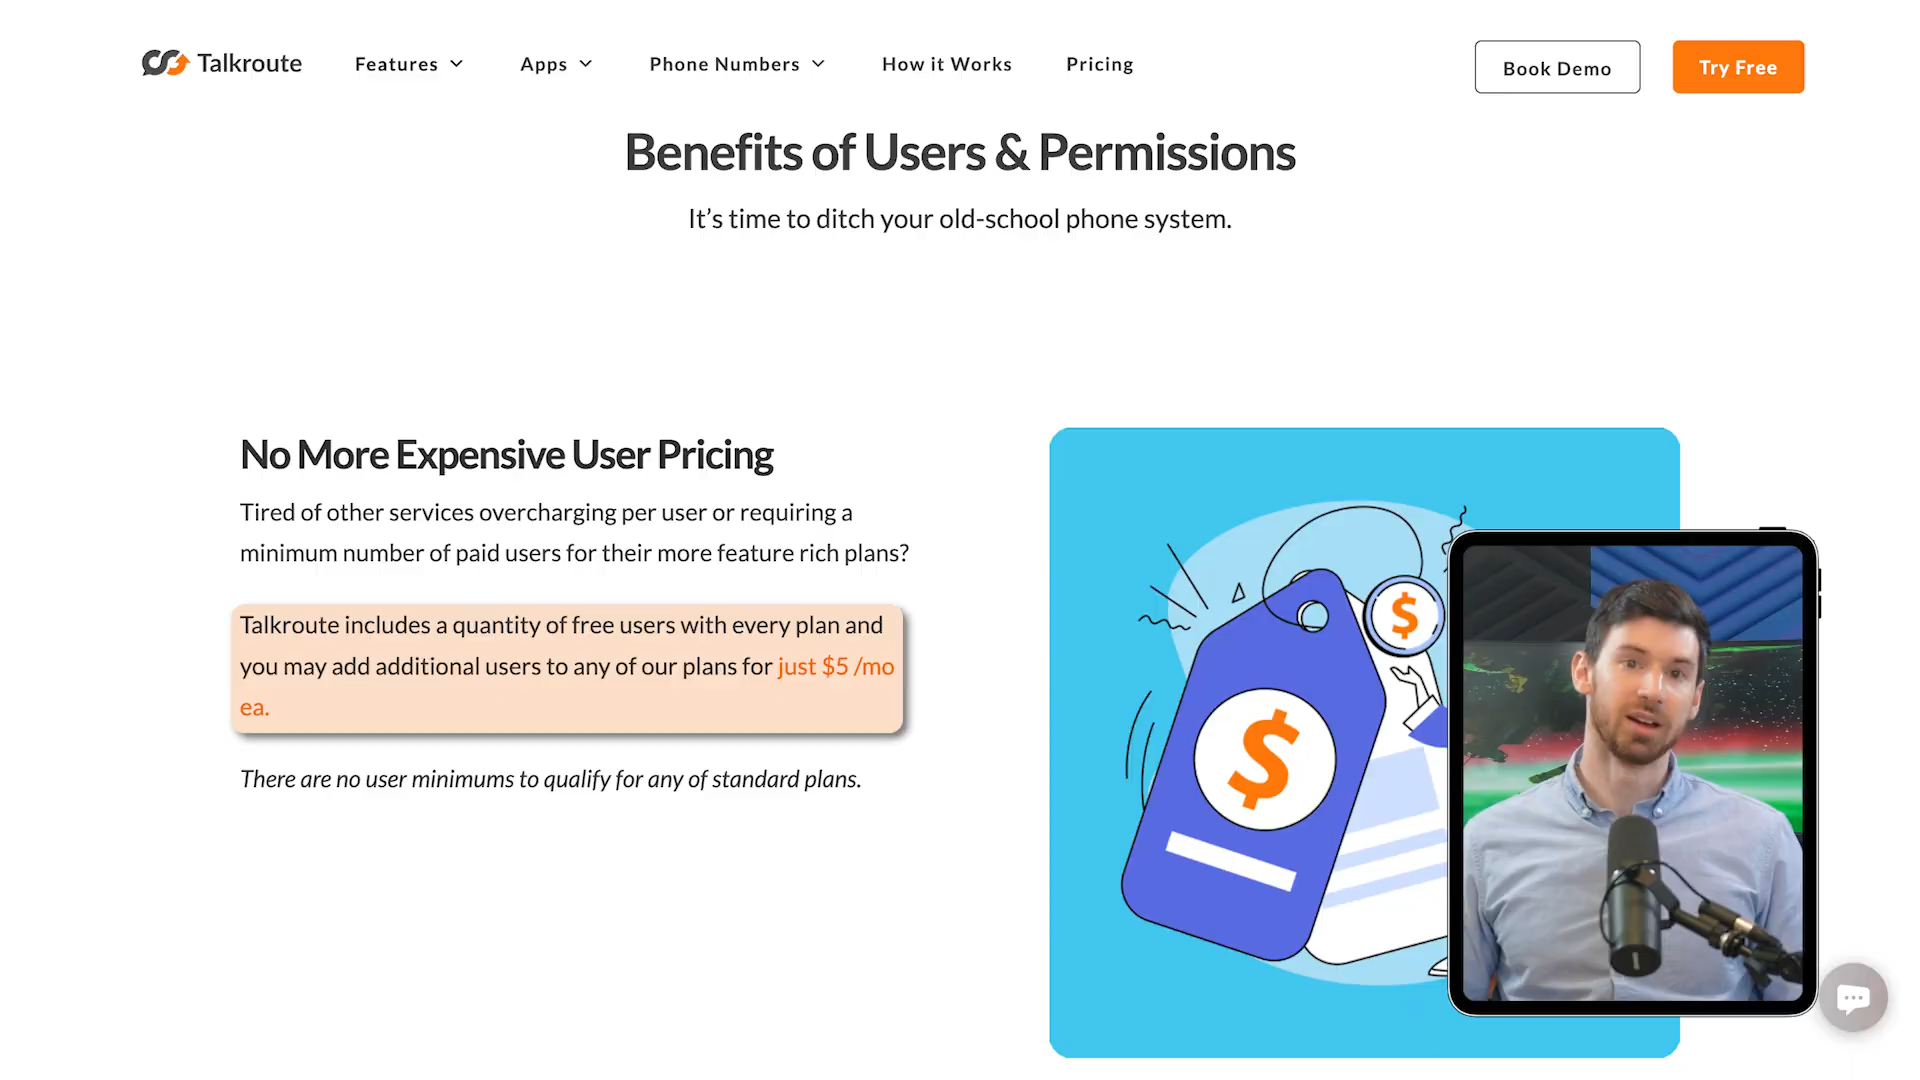 Talkroute
Features
Apps
Phone Numbers
How it Works
Pricing
Book Demo
Try Free
Benefits of Users & Permissions
It’s time to ditch your old-school phone system.
No More Expensive User Pricing
Tired of other services overcharging per user or requiring a
minimum number of paid users for their more feature rich plans?
Talkroute includes a quantity of free users with every plan and
you may add additional users to any of our plans for just $5 /mo
ea.
There are no user minimums to qualify for any of standard plans.
$
$